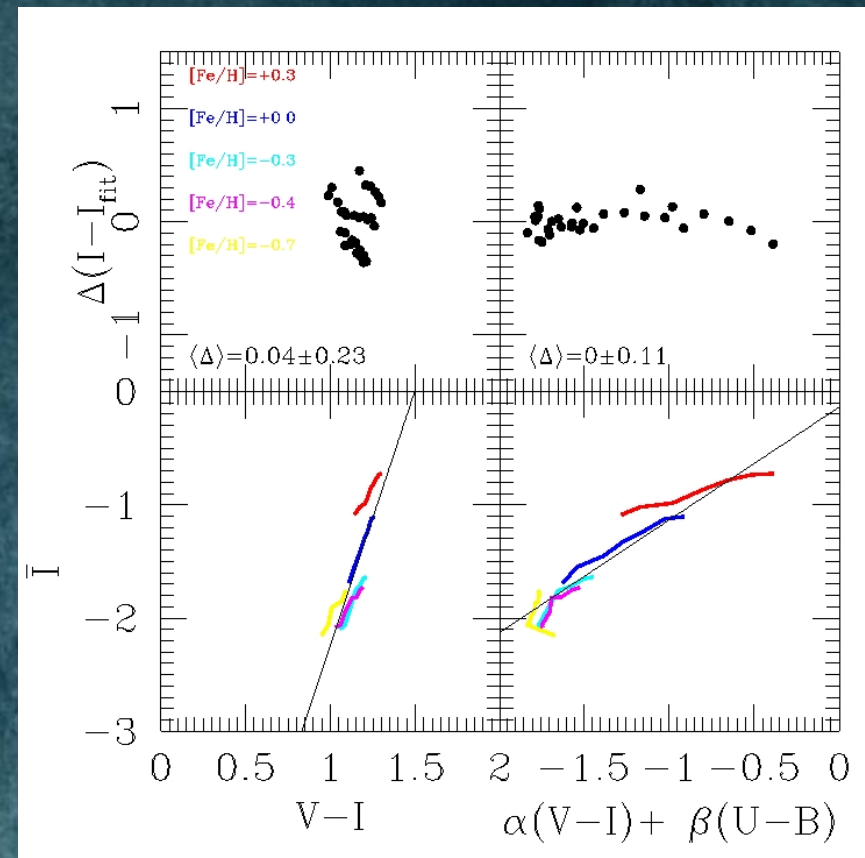 [Fe/H]=+0.3
[Fe/H]=+0 0
[Fe/H]=−0.3
[Fe/H]=−0.4
[Fe/H]=−0.7
1
0
−1
Δ(I−I_fit)
⟨Δ⟩=0.04±0.23
⟨Δ⟩=0±0.11
0
−1
−2
−3
Ī
0 0.5 1 1.5 2 −1.5 −1 −0.5 0
V−I
α(V−I)+ β(U−B)